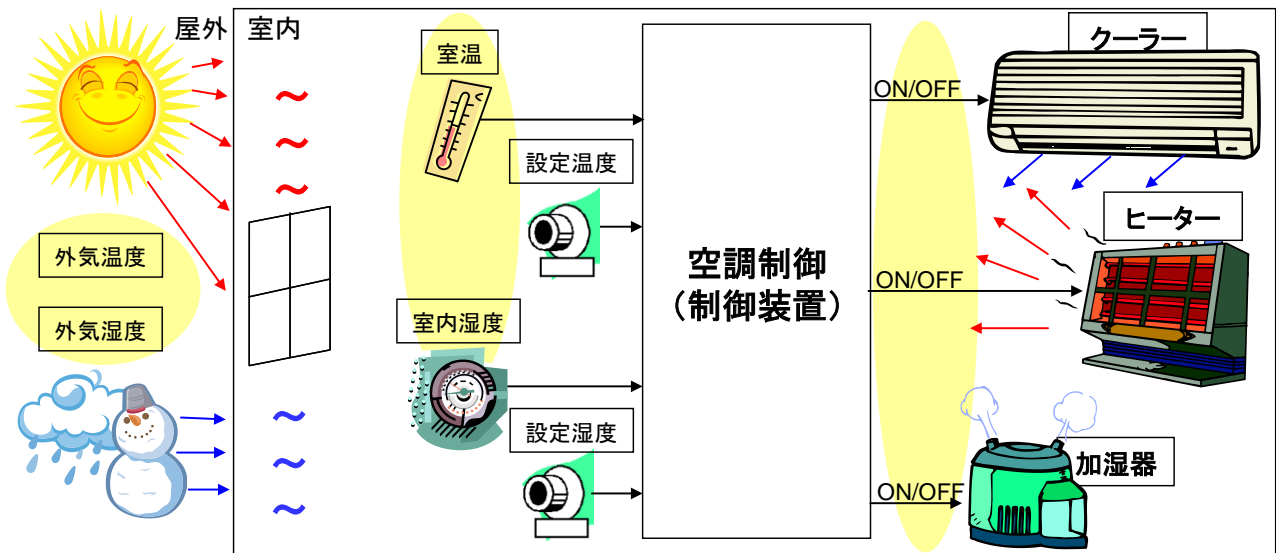 屋外
室内
室温
設定温度
外気温度
外気湿度
室内湿度
設定湿度
空調制御
（制御装置）
ON/OFF
クーラー
ON/OFF
ヒーター
ON/OFF
加湿器